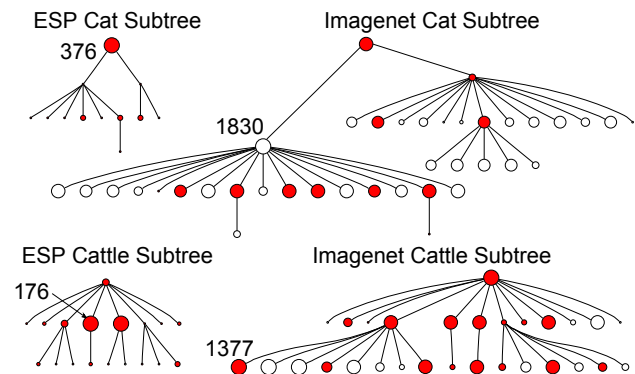 ESP Cat Subtree
Imagenet Cat Subtree
376
1830
ESP Cattle Subtree
Imagenet Cattle Subtree
176
1377